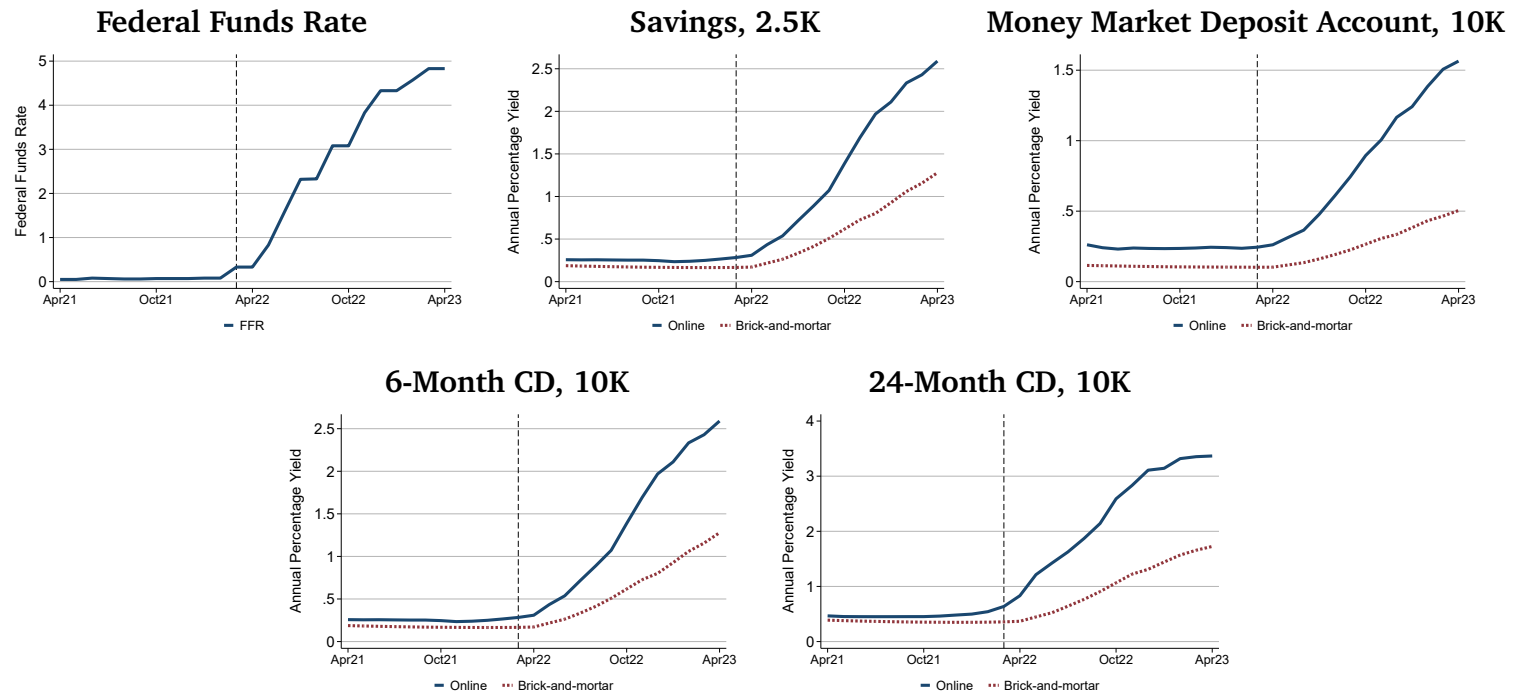 Federal Funds Rate
Federal Funds Rate
5
4
3
2
1
0
Apr21 Oct21 Apr22 Oct22 Apr23
FFR
Savings, 2.5K
Annual Percentage Yield
2.5
2
1.5
1
.5
0
Apr21 Oct21 Apr22 Oct22 Apr23
Online Brick-and-mortar
Money Market Deposit Account, 10K
Annual Percentage Yield
1.5
1
.5
0
Apr21 Oct21 Apr22 Oct22 Apr23
Online Brick-and-mortar
6-Month CD, 10K
Annual Percentage Yield
2.5
2
1.5
1
.5
0
Apr21 Oct21 Apr22 Oct22 Apr23
Online Brick-and-mortar
24-Month CD, 10K
Annual Percentage Yield
4
3
2
1
0
Apr21 Oct21 Apr22 Oct22 Apr23
Online Brick-and-mortar